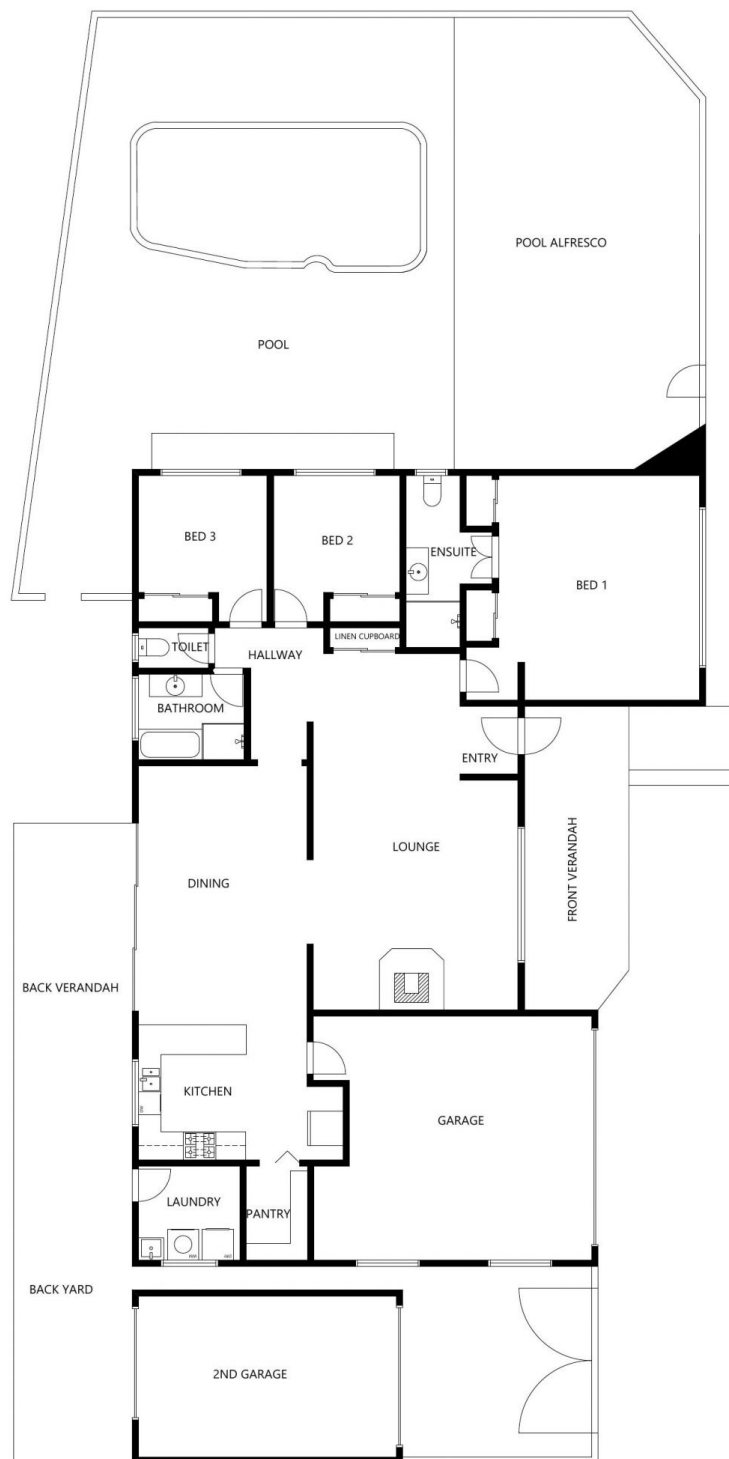 POOL ALFRESCO
POOL
BED 3
BED 2
ENSUITE
BED 1
TOILET
HALLWAY
LINEN CUPBOARD
BATHROOM
ENTRY
LOUNGE
FRONT VERANDAH
DINING
BACK VERANDAH
KITCHEN
GARAGE
LAUNDRY
PANTRY
BACK YARD
2ND GARAGE